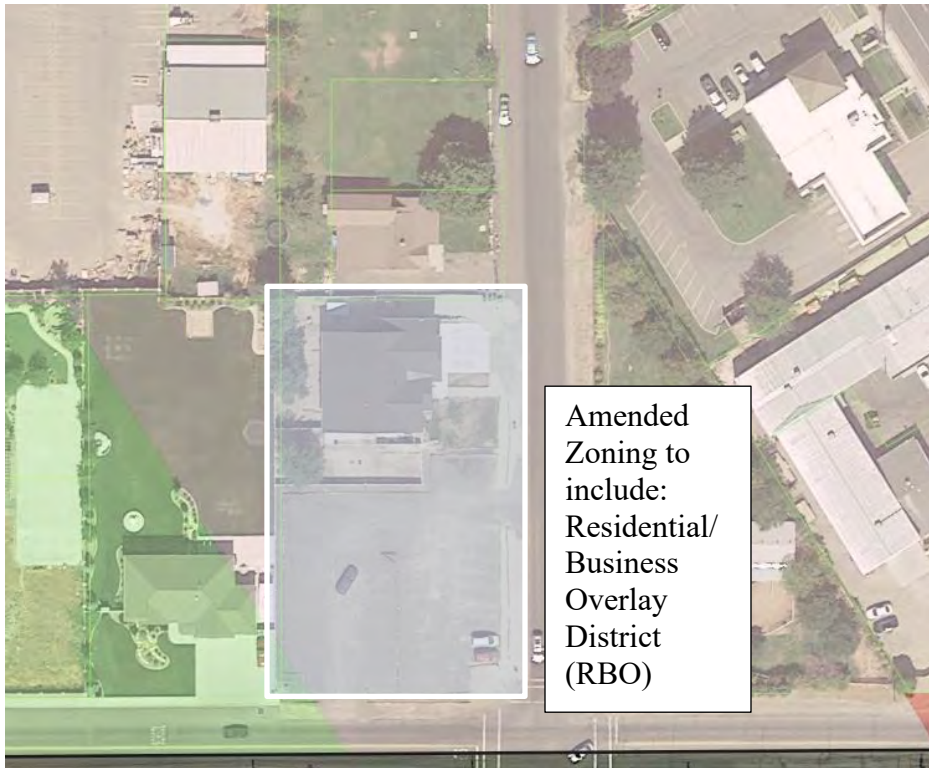 Amended
Zoning to
include:
Residential/
Business
Overlay
District
(RBO)